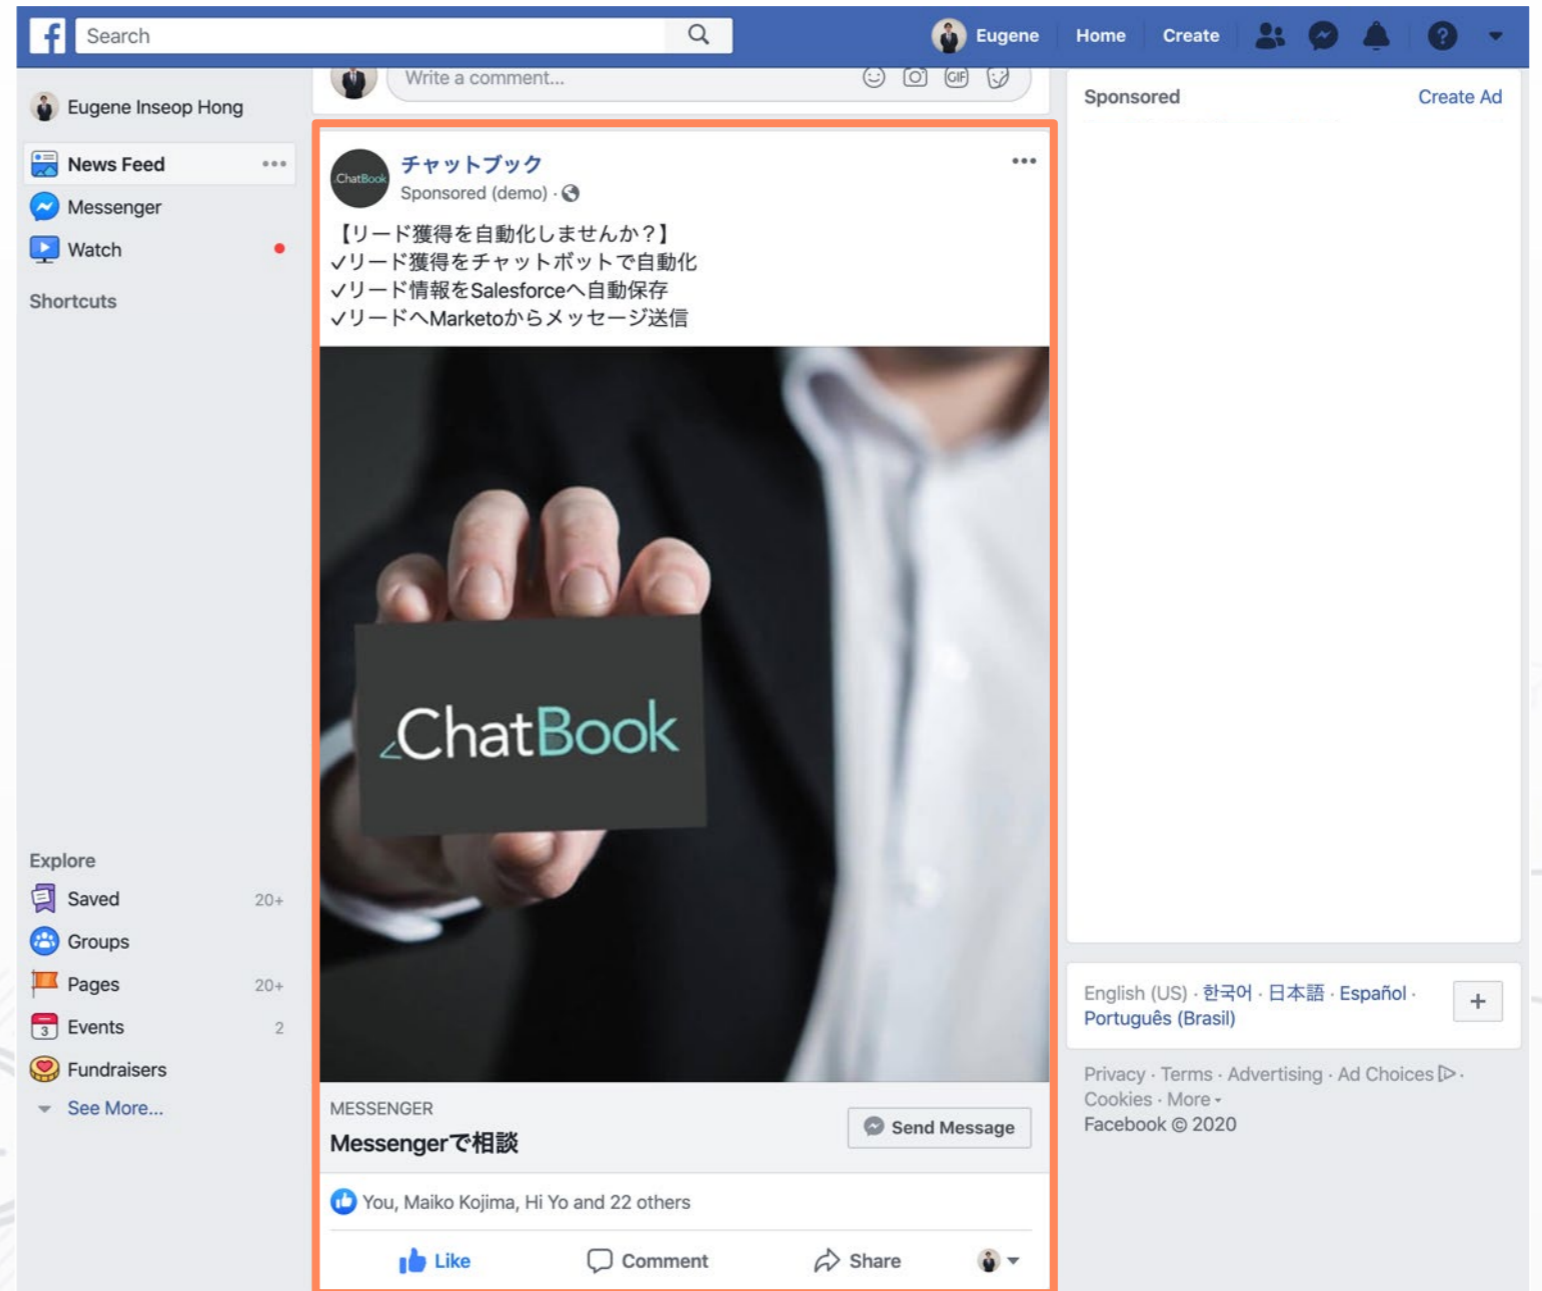 f
Search
Eugene
Home
Create
?
Eugene Inseop Hong
News Feed
Messenger
Watch
Shortcuts
Explore
Saved 20+
Groups
Pages 20+
3
Events 2
Fundraisers
See More...
Write a comment...
GIF
ChatBook
チャットブック
Sponsored (demo) ·
【リード獲得を自動化しませんか？】
✓リード獲得をチャットボットで自動化
✓リード情報をSalesforceへ自動保存
✓リードへMarketoからメッセージ送信
ChatBook
MESSENGER
Messengerで相談
Send Message
You, Maiko Kojima, Hi Yo and 22 others
Like
Comment
Share
Sponsored
Create Ad
English (US) · 한국어 · 日本語 · Español ·
Português (Brasil)
+
Privacy · Terms · Advertising · Ad Choices ·
Cookies · More
Facebook © 2020